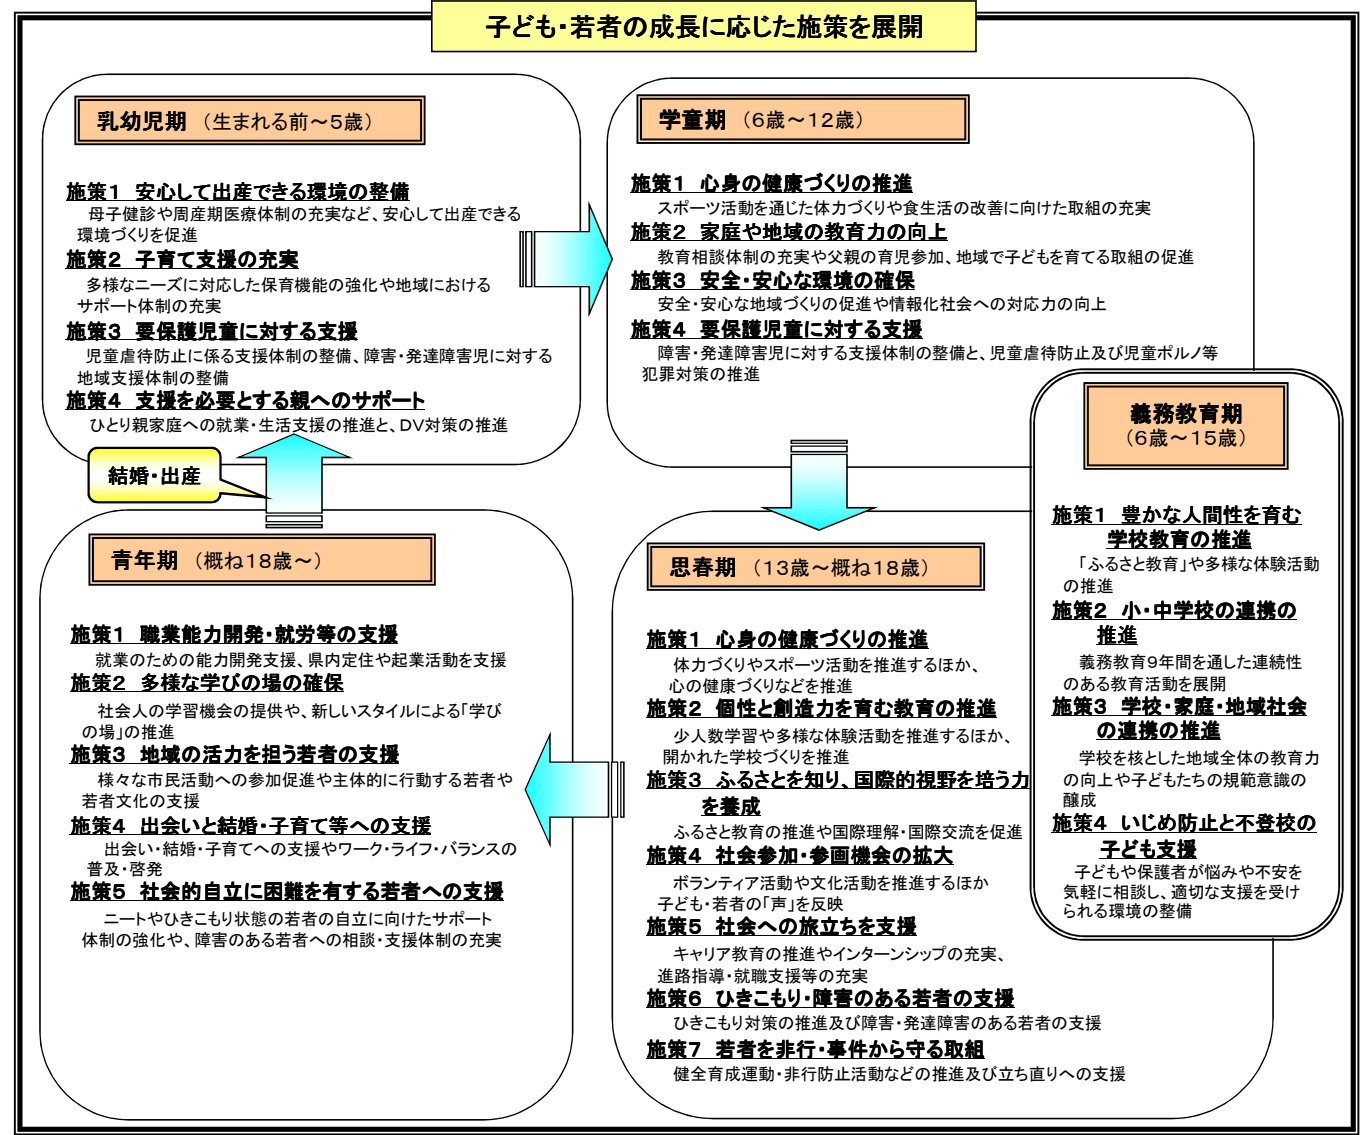 子ども・若者の成長に応じた施策を展開
乳幼児期 （生まれる前～５歳）
施策１ 安心して出産できる環境の整備
母子健診や周産期医療体制の充実など、安心して出産できる
環境づくりを促進
施策２ 子育て支援の充実
多様なニーズに対応した保育機能の強化や地域における
サポート体制の充実
施策３ 要保護児童に対する支援
児童虐待防止に係る支援体制の整備、障害・発達障害児に対する
地域支援体制の整備
施策４ 支援を必要とする親へのサポート
ひとり親家庭への就業・生活支援の推進と、ＤＶ対策の推進
学童期 （６歳～１２歳）
施策１ 心身の健康づくりの推進
スポーツ活動を通じた体力づくりや食生活の改善に向けた取組の充実
施策２ 家庭や地域の教育力の向上
教育相談体制の充実や父親の育児参加、地域で子どもを育てる取組の促進
施策３ 安全・安心な環境の確保
安全・安心な地域づくりの促進や情報化社会への対応力の向上
施策４ 要保護児童に対する支援
障害・発達障害児に対する支援体制の整備と、児童虐待防止及び児童ポルノ等
犯罪対策の推進
義務教育期
（６歳～１５歳）
施策１ 豊かな人間性を育む
学校教育の推進
「ふるさと教育」や多様な体験活動
の推進
施策２ 小・中学校の連携の
推進
義務教育９年間を通した連続性
のある教育活動を展開
施策３ 学校・家庭・地域社会
の連携の推進
学校を核とした地域全体の教育力
の向上や子どもたちの規範意識の
醸成
施策４ いじめ防止と不登校の
子ども支援
子どもや保護者が悩みや不安を
気軽に相談し、適切な支援を受け
られる環境の整備
思春期 （１３歳～概ね１８歳）
施策１ 心身の健康づくりの推進
体力づくりやスポーツ活動を推進するほか、
心の健康づくりなどを推進
施策２ 個性と創造力を育む教育の推進
少人数学習や多様な体験活動を推進するほか、
開かれた学校づくりを推進
施策３ ふるさとを知り、国際的視野を培う力
を養成
ふるさと教育の推進や国際理解・国際交流を促進
施策４ 社会参加・参画機会の拡大
ボランティア活動や文化活動を推進するほか
子ども・若者の「声」を反映
施策５ 社会への旅立ちを支援
キャリア教育の推進やインターンシップの充実、
進路指導・就職支援等の充実
施策６ ひきこもり・障害のある若者の支援
ひきこもり対策の推進及び障害・発達障害のある若者の支援
施策７ 若者を非行・事件から守る取組
健全育成運動・非行防止活動などの推進及び立ち直りへの支援
結婚・出産
青年期 （概ね１８歳～）
施策１ 職業能力開発・就労等の支援
就業のための能力開発支援、県内定住や起業活動を支援
施策２ 多様な学びの場の確保
社会人の学習機会の提供や、新しいスタイルによる「学び
の場」の推進
施策３ 地域の活力を担う若者の支援
様々な市民活動への参加促進や主体的に行動する若者や
若者文化の支援
施策４ 出会いと結婚・子育て等への支援
出会い・結婚・子育てへの支援やワーク・ライフ・バランスの
普及・啓発
施策５ 社会的自立に困難を有する若者への支援
ニートやひきこもり状態の若者の自立に向けたサポート
体制の強化や、障害のある若者への相談・支援体制の充実